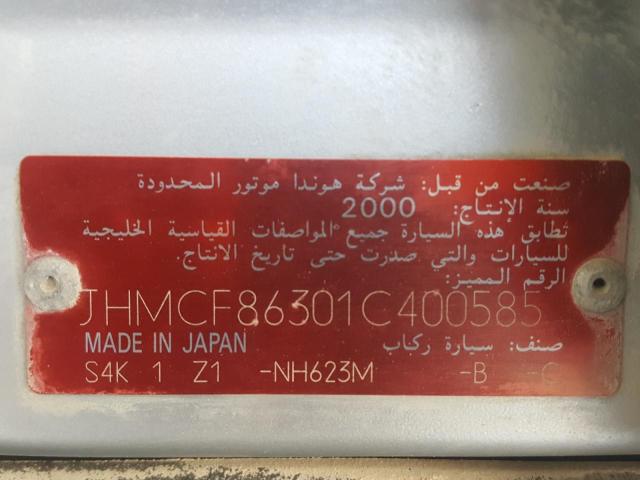 صنعت من قبل: شركة هوندا موتور المحدودة
سنة الإنتاج: 2000
تطابق هذه السيارة جميع المواصفات القياسية الخليجية
للسيارات والتي صدرت حتى تاريخ الانتاج.
الرقم المميز:
JHMCF86301C400585
MADE IN JAPAN صنف: سيارة ركاب
S4K 1 Z1 -NH623M -B -C